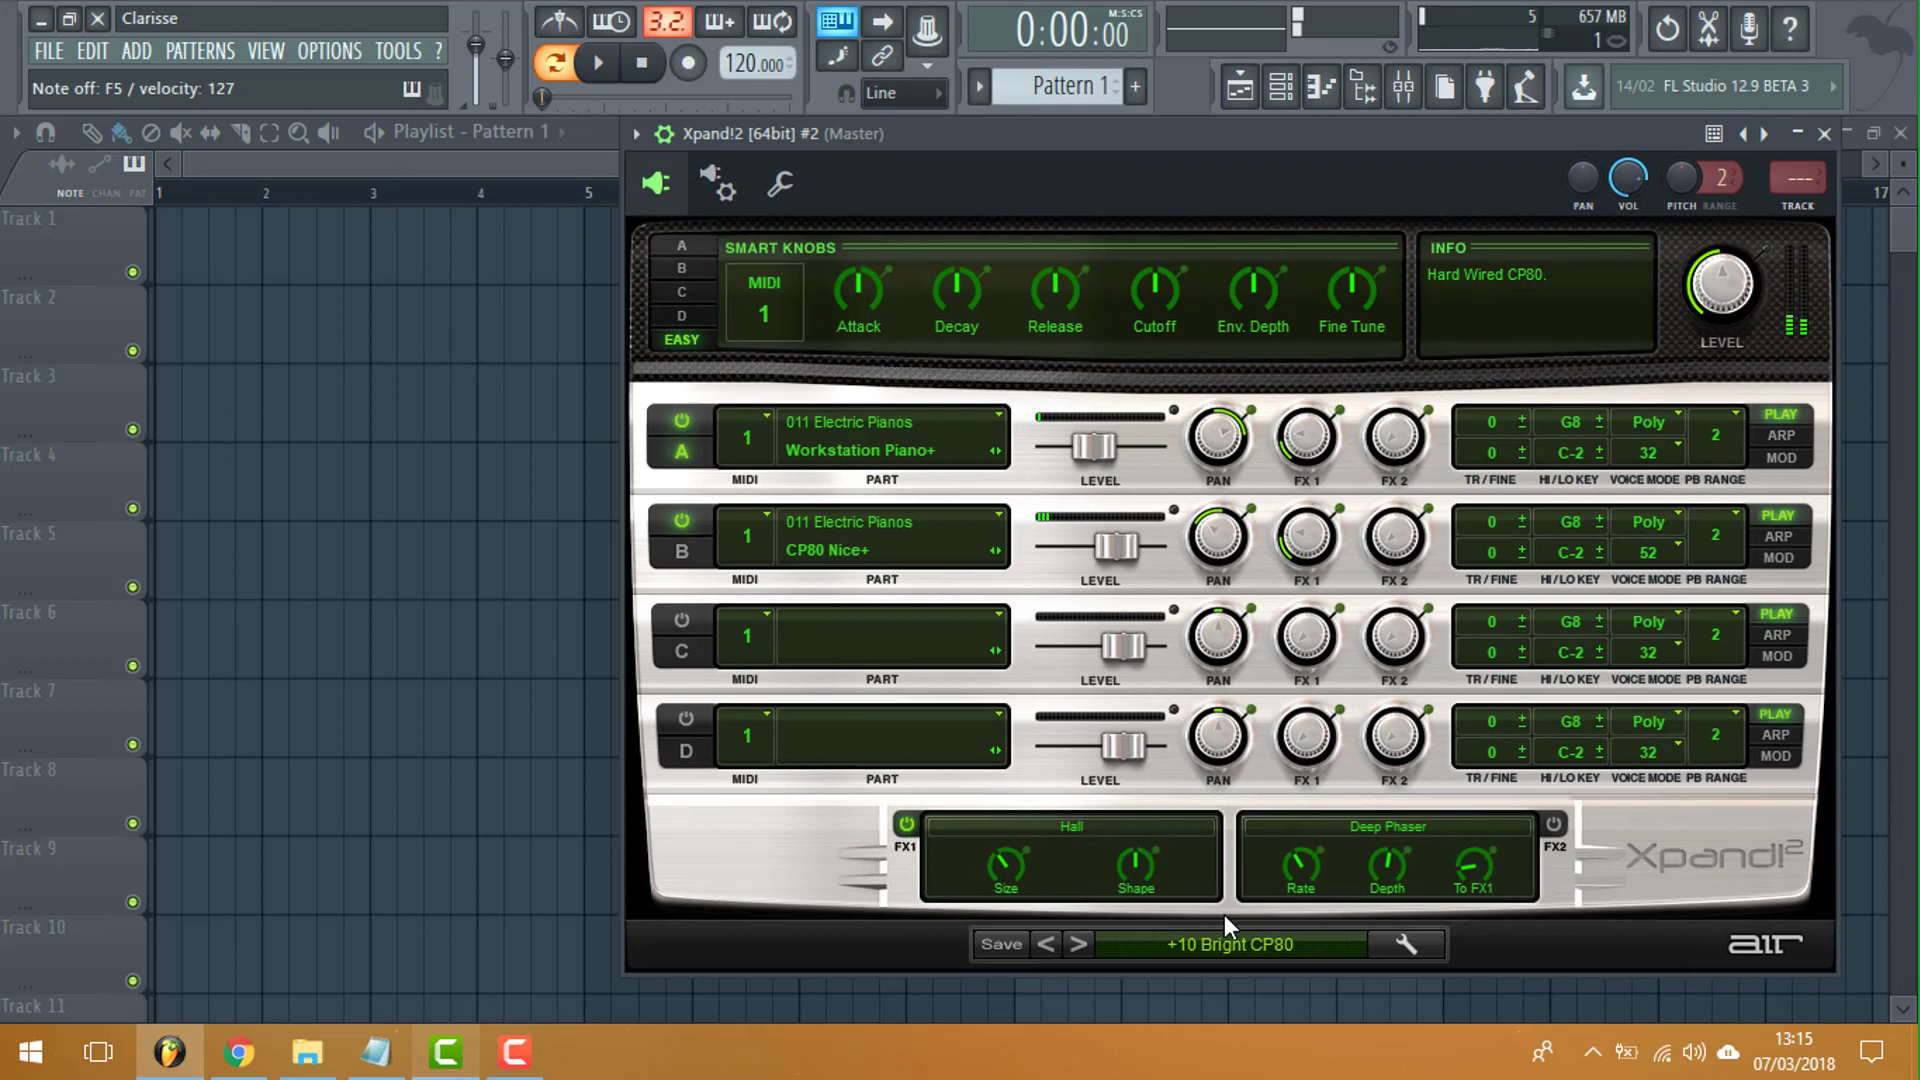 Clarisse
FILE EDIT ADD PATTERNS VIEW OPTIONS TOOLS ?
Note off: F5 / velocity: 127
3.2.
120.000
Line
0:00:00
M:S:CS
Pattern 1
+
5
657 MB
1
14/02 FL Studio 12.9 BETA 3
Playlist - Pattern 1
NOTE CHAN PAT
1 2 3 4 5 17
Track 1
Track 2
Track 3
Track 4
Track 5
Track 6
Track 7
Track 8
Track 9
Track 10
Track 11
Xpand!2 [64bit] #2 (Master)
2
---
PAN VOL PITCH RANGE TRACK
A
B
C
D
EASY
SMART KNOBS
MIDI
1
Attack Decay Release Cutoff Env. Depth Fine Tune
INFO
Hard Wired CP80.
LEVEL
A
1
011 Electric Pianos
Workstation Piano+
0 G8 Poly 2
0 C-2 32
PLAY
ARP
MOD
MIDI PART LEVEL PAN FX 1 FX 2 TR / FINE HI / LO KEY VOICE MODE PB RANGE
B
1
011 Electric Pianos
CP80 Nice+
0 G8 Poly 2
0 C-2 52
PLAY
ARP
MOD
MIDI PART LEVEL PAN FX 1 FX 2 TR / FINE HI / LO KEY VOICE MODE PB RANGE
C
1
0 G8 Poly 2
0 C-2 32
PLAY
ARP
MOD
MIDI PART LEVEL PAN FX 1 FX 2 TR / FINE HI / LO KEY VOICE MODE PB RANGE
D
1
0 G8 Poly 2
0 C-2 32
PLAY
ARP
MOD
MIDI PART LEVEL PAN FX 1 FX 2 TR / FINE HI / LO KEY VOICE MODE PB RANGE
FX1
Hall
Size Shape
Deep Phaser
Rate Depth To FX1
FX2
Xpand!2
Save < > +10 Bright CP80
air
13:15
07/03/2018